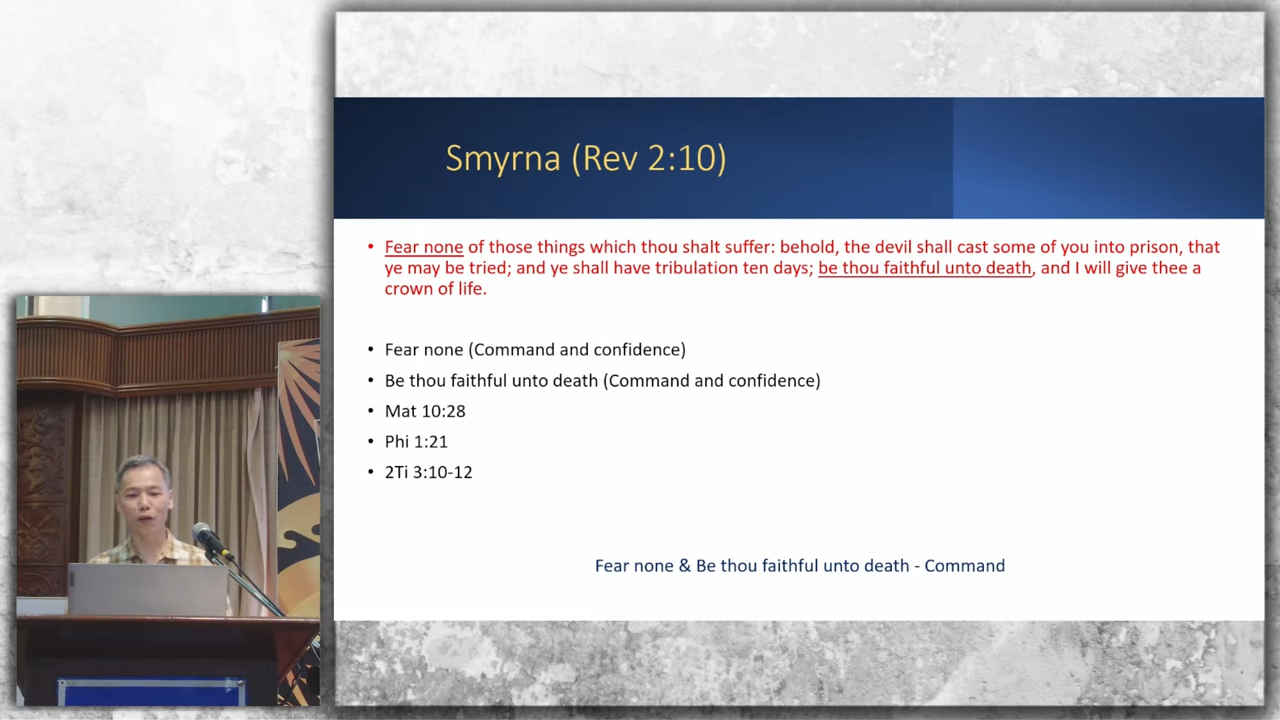 Smyrna (Rev 2:10)
• Fear none of those things which thou shalt suffer: behold, the devil shall cast some of you into prison, that
ye may be tried; and ye shall have tribulation ten days; be thou faithful unto death, and I will give thee a
crown of life.
• Fear none (Command and confidence)
• Be thou faithful unto death (Command and confidence)
• Mat 10:28
• Phi 1:21
• 2Ti 3:10-12
Fear none & Be thou faithful unto death - Command